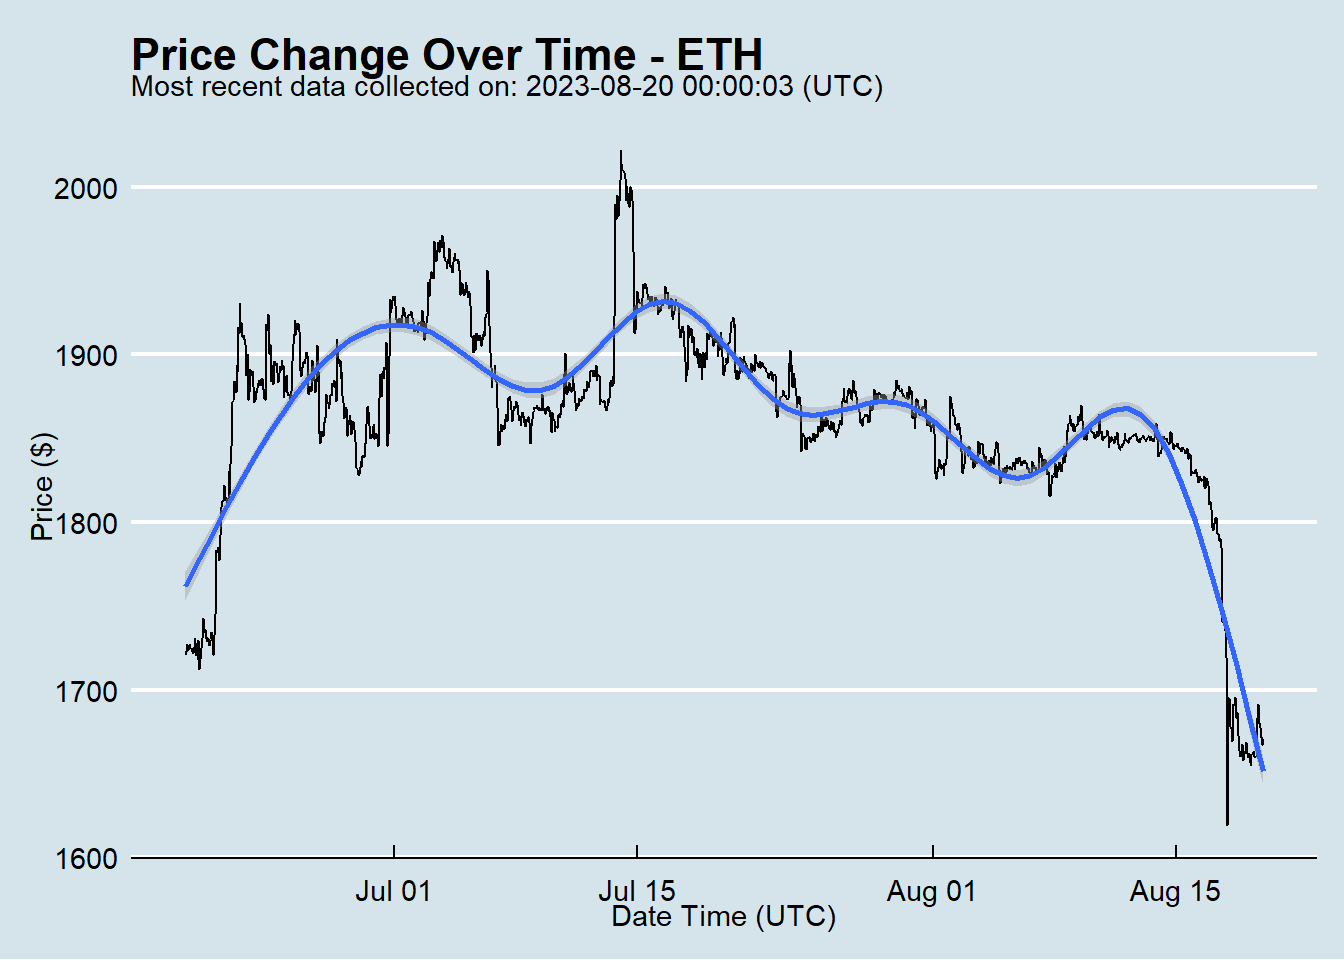 Price Change Over Time - ETH
Most recent data collected on: 2023-08-20 00:00:03 (UTC)
Price ($)
2000
1900
1800
1700
1600
Jul 01 Jul 15 Aug 01 Aug 15
Date Time (UTC)